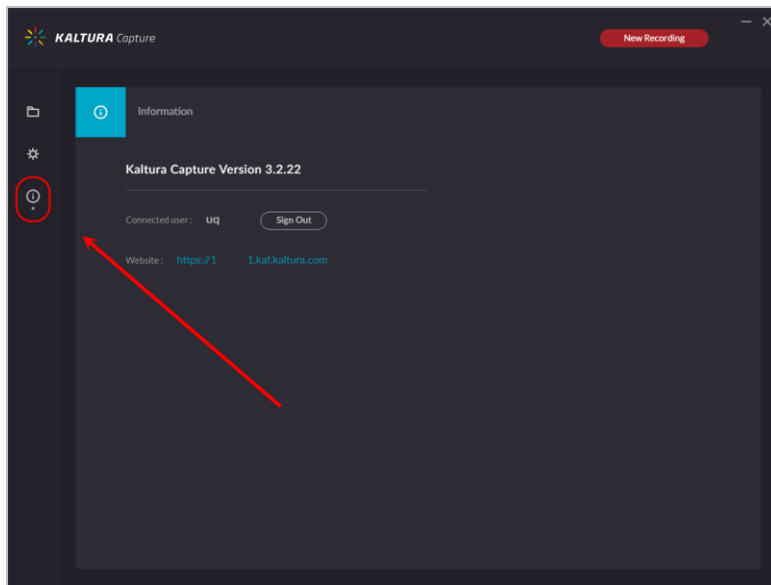 KALTURA Capture
New Recording
Information
Kaltura Capture Version 3.2.22
Connected user : uq Sign Out
Website : https://1 1.kaf.kaltura.com